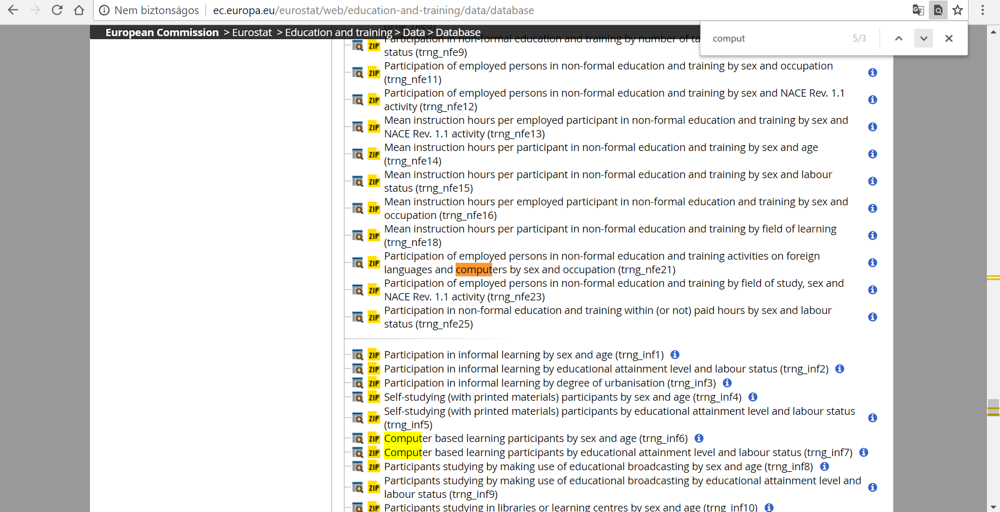 Nem biztonságos
ec.europa.eu/eurostat/web/education-and-training/data/database
comput
5/3
(trng_nfe8)
European Commission > Eurostat > Education and training > Data > Database
Participation in non-formal education and training by number of ta
ZIP
status (trng_nfe9)
Participation of employed persons in non-formal education and training by sex and occupation
ZIP
(trng_nfe11)
Participation of employed persons in non-formal education and training by sex and NACE Rev. 1.1
ZIP
activity (trng_nfe12)
Mean instruction hours per employed participant in non-formal education and training by sex and
ZIP
NACE Rev. 1.1 activity (trng_nfe13)
Mean instruction hours per participant in non-formal education and training by sex and age
ZIP
(trng_nfe14)
Mean instruction hours per participant in non-formal education and training by sex and labour
ZIP
status (trng_nfe15)
Mean instruction hours per employed participant in non-formal education and training by sex and
ZIP
occupation (trng_nfe16)
Mean instruction hours per participant in non-formal education and training by field of learning
ZIP
(trng_nfe18)
Participation of employed persons in non-formal education and training activities on foreign
ZIP
languages and computers by sex and occupation (trng_nfe21)
Participation of employed persons in non-formal education and training by field of study, sex and
ZIP
NACE Rev. 1.1 activity (trng_nfe23)
Participation in non-formal education and training within (or not) paid hours by sex and labour
ZIP
status (trng_nfe25)
ZIP Participation in informal learning by sex and age (trng_inf1)
ZIP Participation in informal learning by educational attainment level and labour status (trng_inf2)
ZIP Participation in informal learning by degree of urbanisation (trng_inf3)
ZIP Self-studying (with printed materials) participants by sex and age (trng_inf4)
Self-studying (with printed materials) participants by educational attainment level and labour status
ZIP
(trng_inf5)
ZIP Computer based learning participants by sex and age (trng_inf6)
ZIP Computer based learning participants by educational attainment level and labour status (trng_inf7)
ZIP Participants studying by making use of educational broadcasting by sex and age (trng_inf8)
Participants studying by making use of educational broadcasting by educational attainment level and
ZIP
labour status (trng_inf9)
ZIP Participants studying in libraries or learning centres by sex and age (trng_inf10)